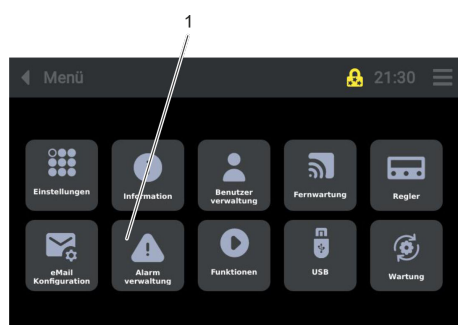 1
Menü
21:30
Einstellungen
Information
Benutzer
verwaltung
Fernwartung
Regler
eMail
Konfiguration
Alarm
verwaltung
Funktionen
USB
Wartung